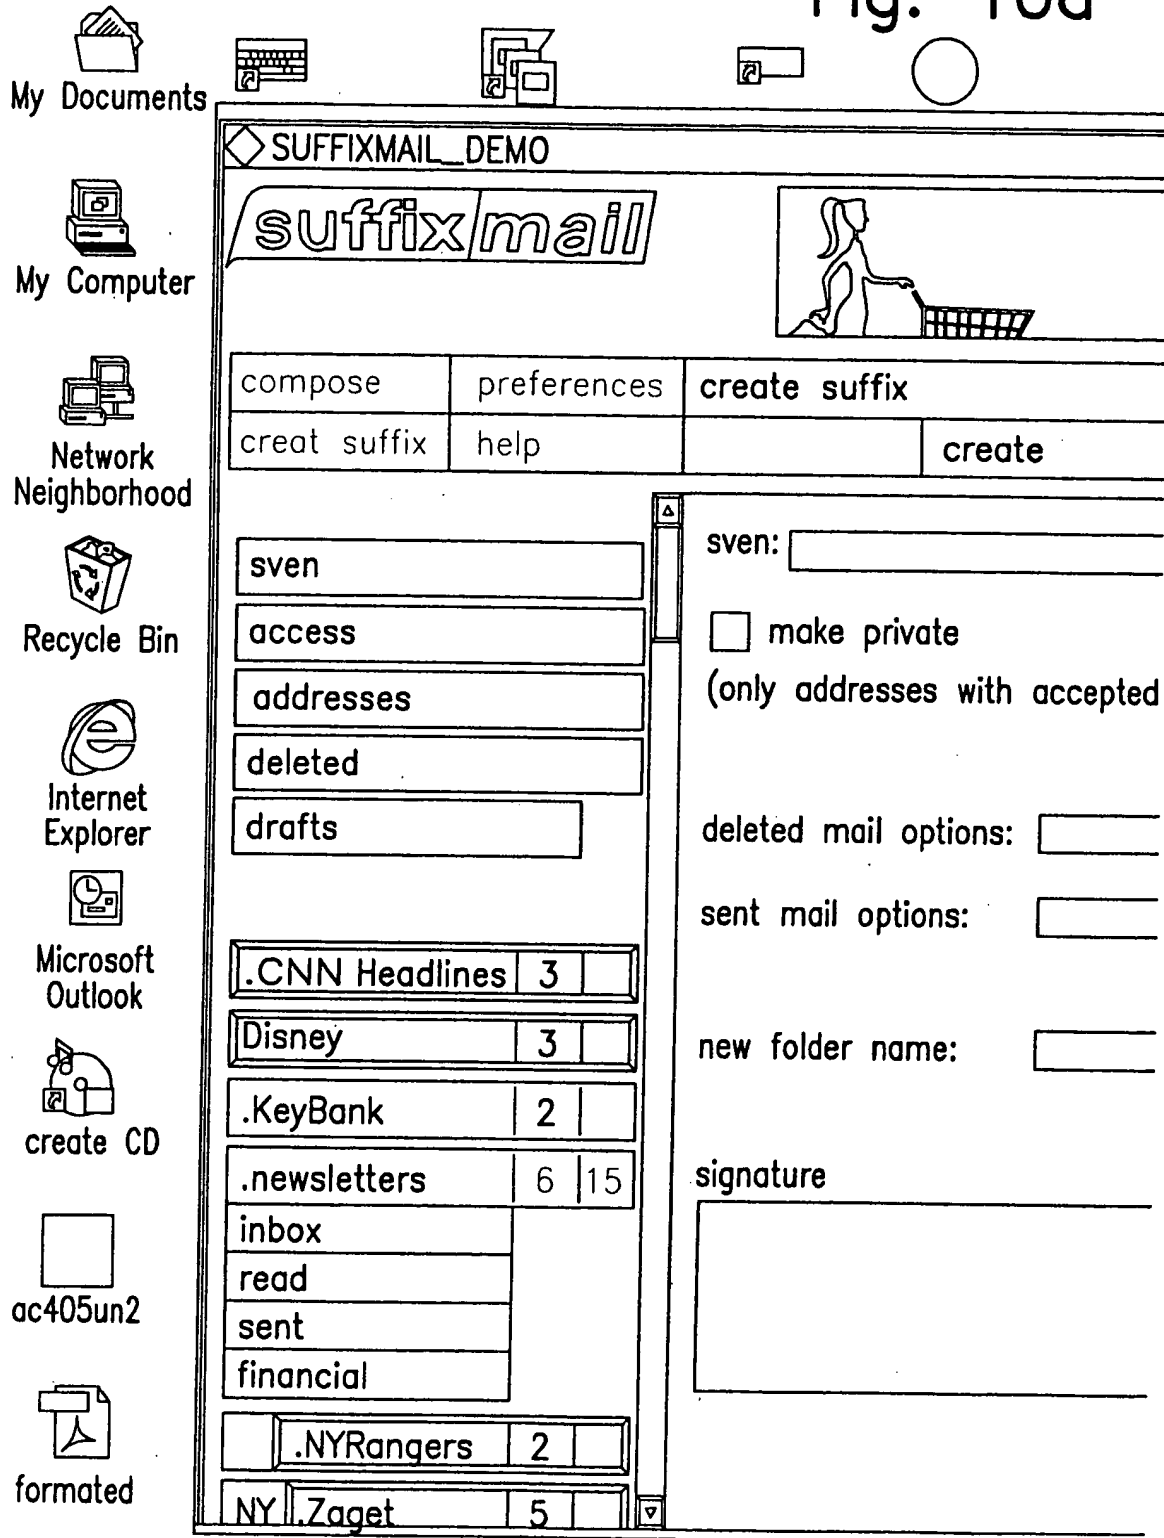 Fig. 10a
My Documents
My Computer
Network
Neighborhood
Recycle Bin
Internet
Explorer
Microsoft
Outlook
create CD
ac405un2
formated
SUFFIXMAIL_DEMO
suffix mail
compose preferences create suffix
creat suffix help create
sven
access
addresses
deleted
drafts
.CNN Headlines 3
Disney 3
.KeyBank 2
.newsletters 6 15
inbox
read
sent
financial
.NYRangers 2
NY .Zaget 5
sven:
make private
(only addresses with accepted
deleted mail options:
sent mail options:
new folder name:
signature